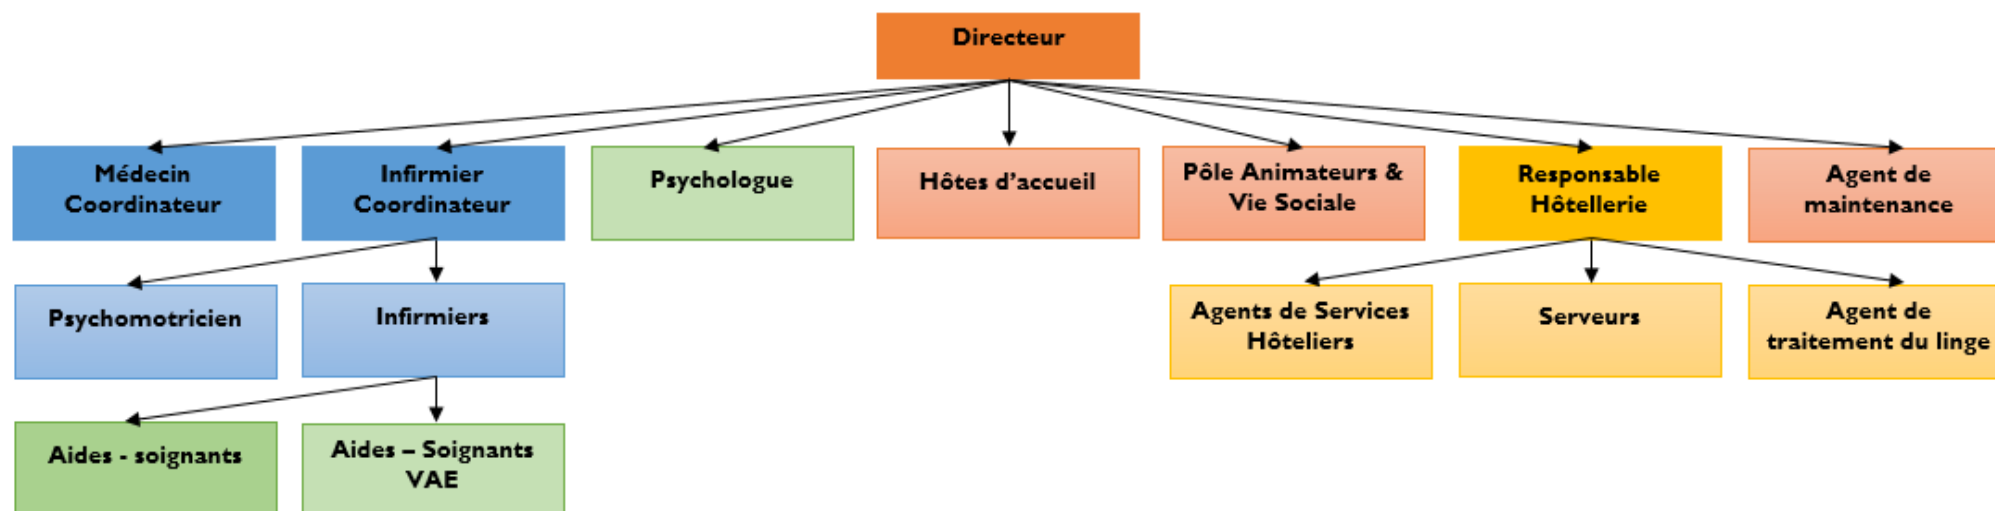 Directeur
Médecin
Coordinateur
Infirmier
Coordinateur
Psychologue
Hôtes d’accueil
Pôle Animateurs &
Vie Sociale
Responsable
Hôtellerie
Agent de
maintenance
Psychomotricien
Infirmiers
Agents de Services
Hôteliers
Serveurs
Agent de
traitement du linge
Aides - soignants
Aides – Soignants
VAE